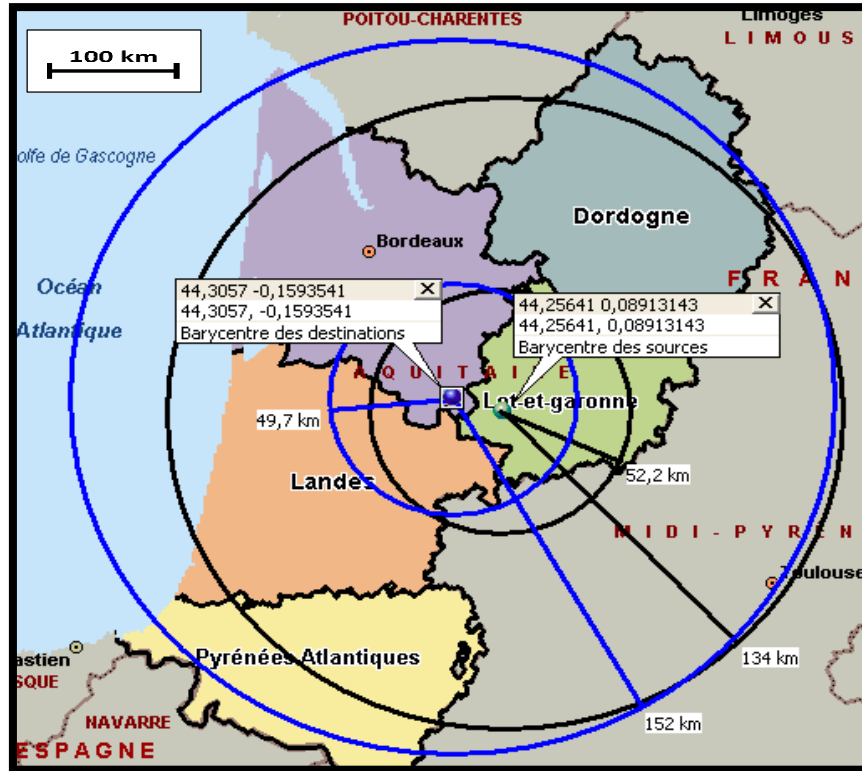 POITOU-CHARENTES
Limoges
LIMOUS
100 km
olfe de Gascogne
Dordogne
Bordeaux
FRAN
Océan
Atlantique
44,3057 -0,1593541
44,3057, -0,1593541
Barycentre des destinations
44,25641 0,08913143
44,25641, 0,08913143
Barycentre des sources
AQUITAINE
Lot-et-garonne
49,7 km
52,2 km
Landes
MIDI-PYREN
Toulouse
Pyrénées Atlantiques
134 km
152 km
bastien
SQUE
NAVARRE
ESPAGNE